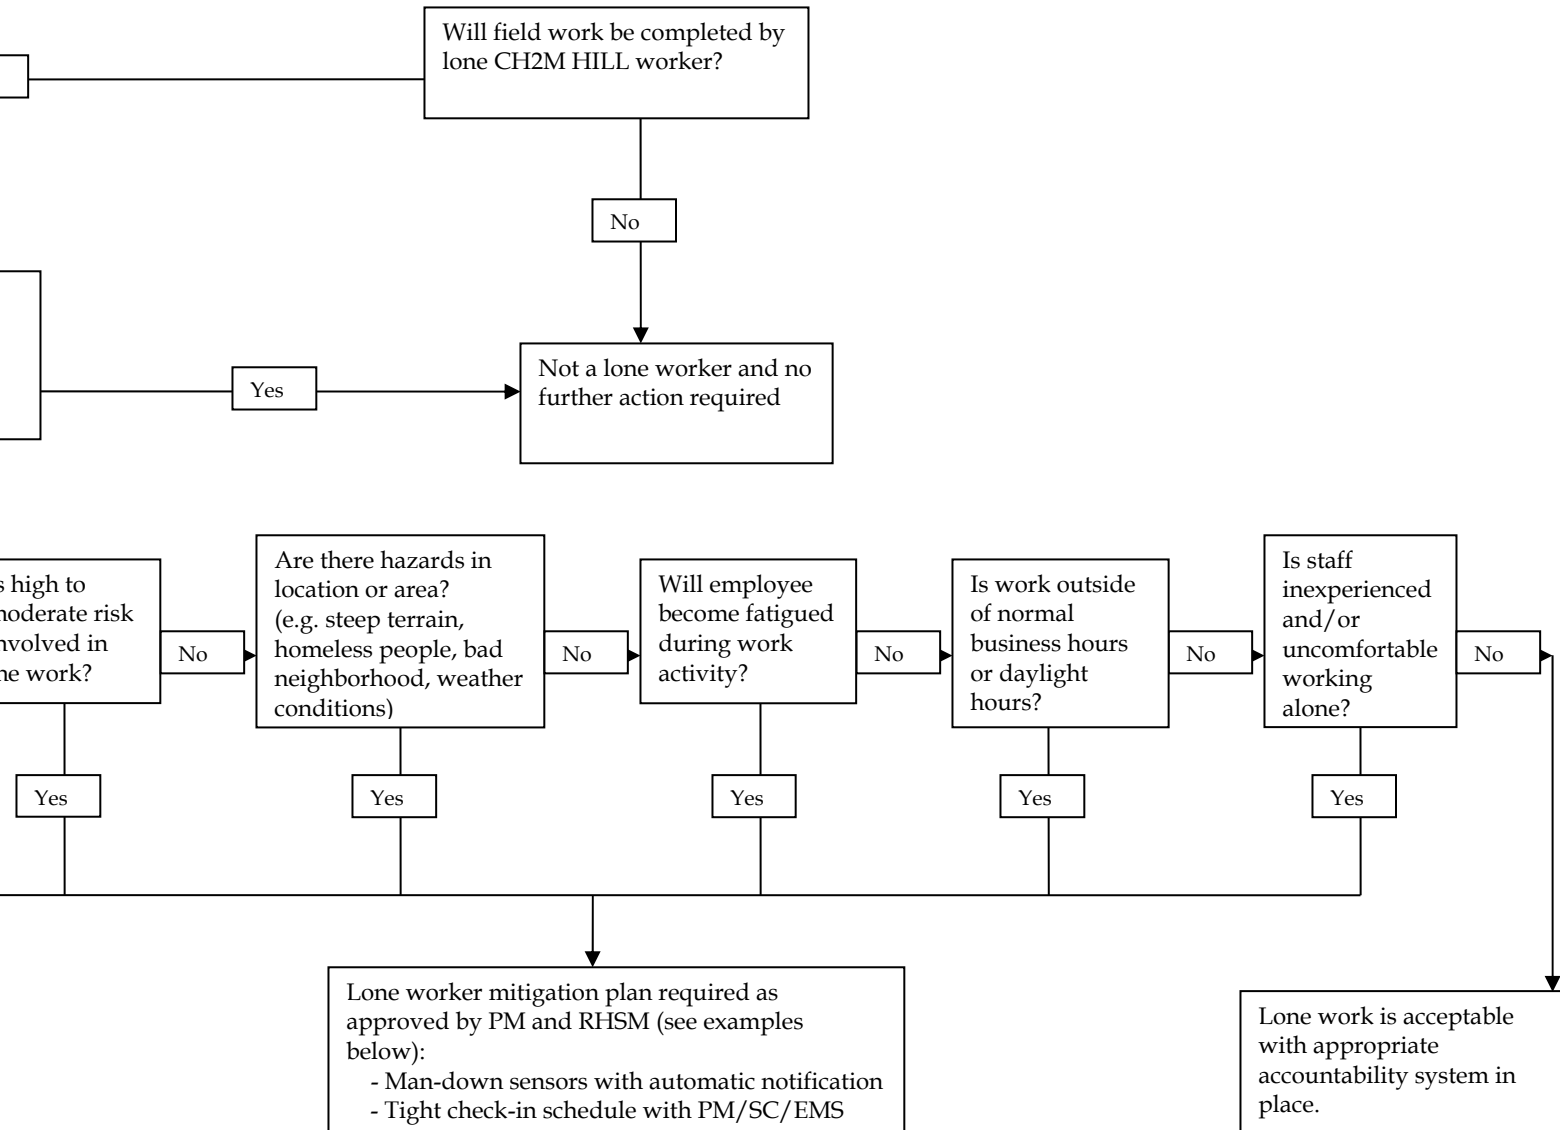 Will field work be completed by
lone CH2M HILL worker?
No
Yes
Not a lone worker and no
further action required
s high to
moderate risk
involved in
work?
No
Are there hazards in
location or area?
(e.g. steep terrain,
homeless people, bad
neighborhood, weather
conditions)
No
Will employee
become fatigued
during work
activity?
No
Is work outside
of normal
business hours
or daylight
hours?
No
Is staff
inexperienced
and/or
uncomfortable
working
alone?
No
Yes
Yes
Yes
Yes
Yes
Lone worker mitigation plan required as
approved by PM and RHSM (see examples
below):
- Man-down sensors with automatic notification
- Tight check-in schedule with PM/SC/EMS
Lone work is acceptable
with appropriate
accountability system in
place.